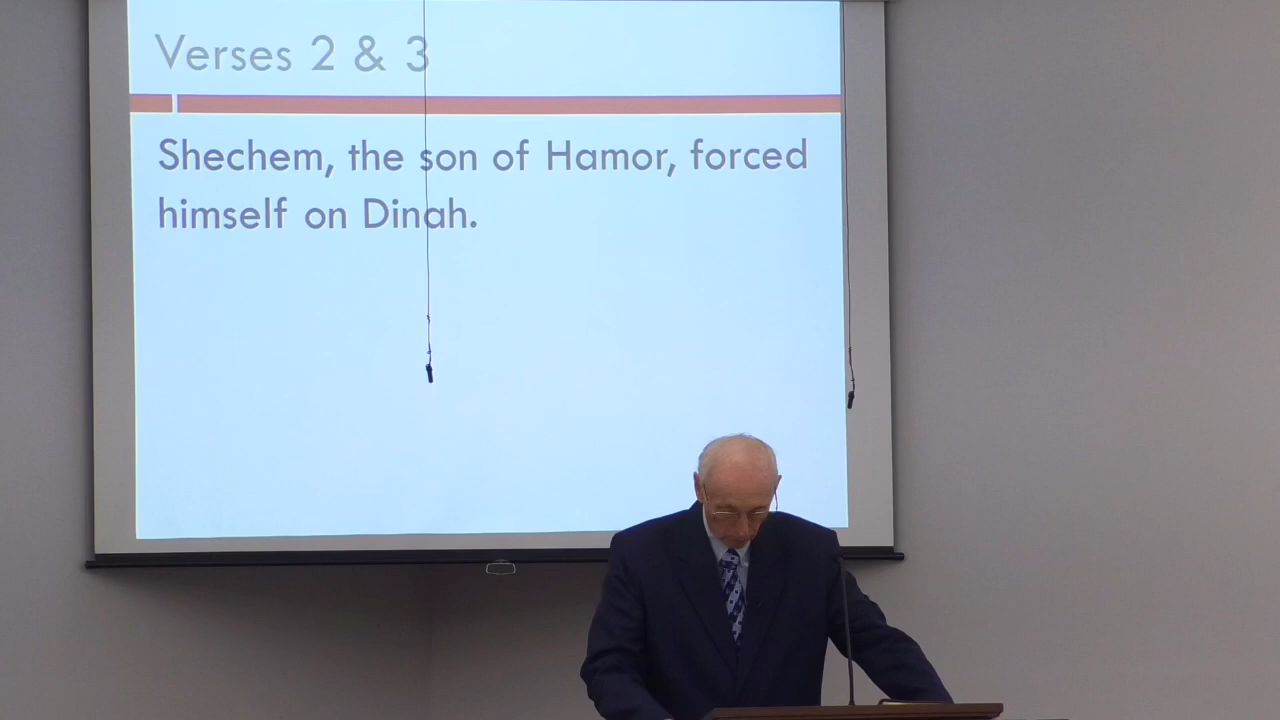 Verses 2 & 3
Shechem, the son of Hamor, forced
himself on Dinah.